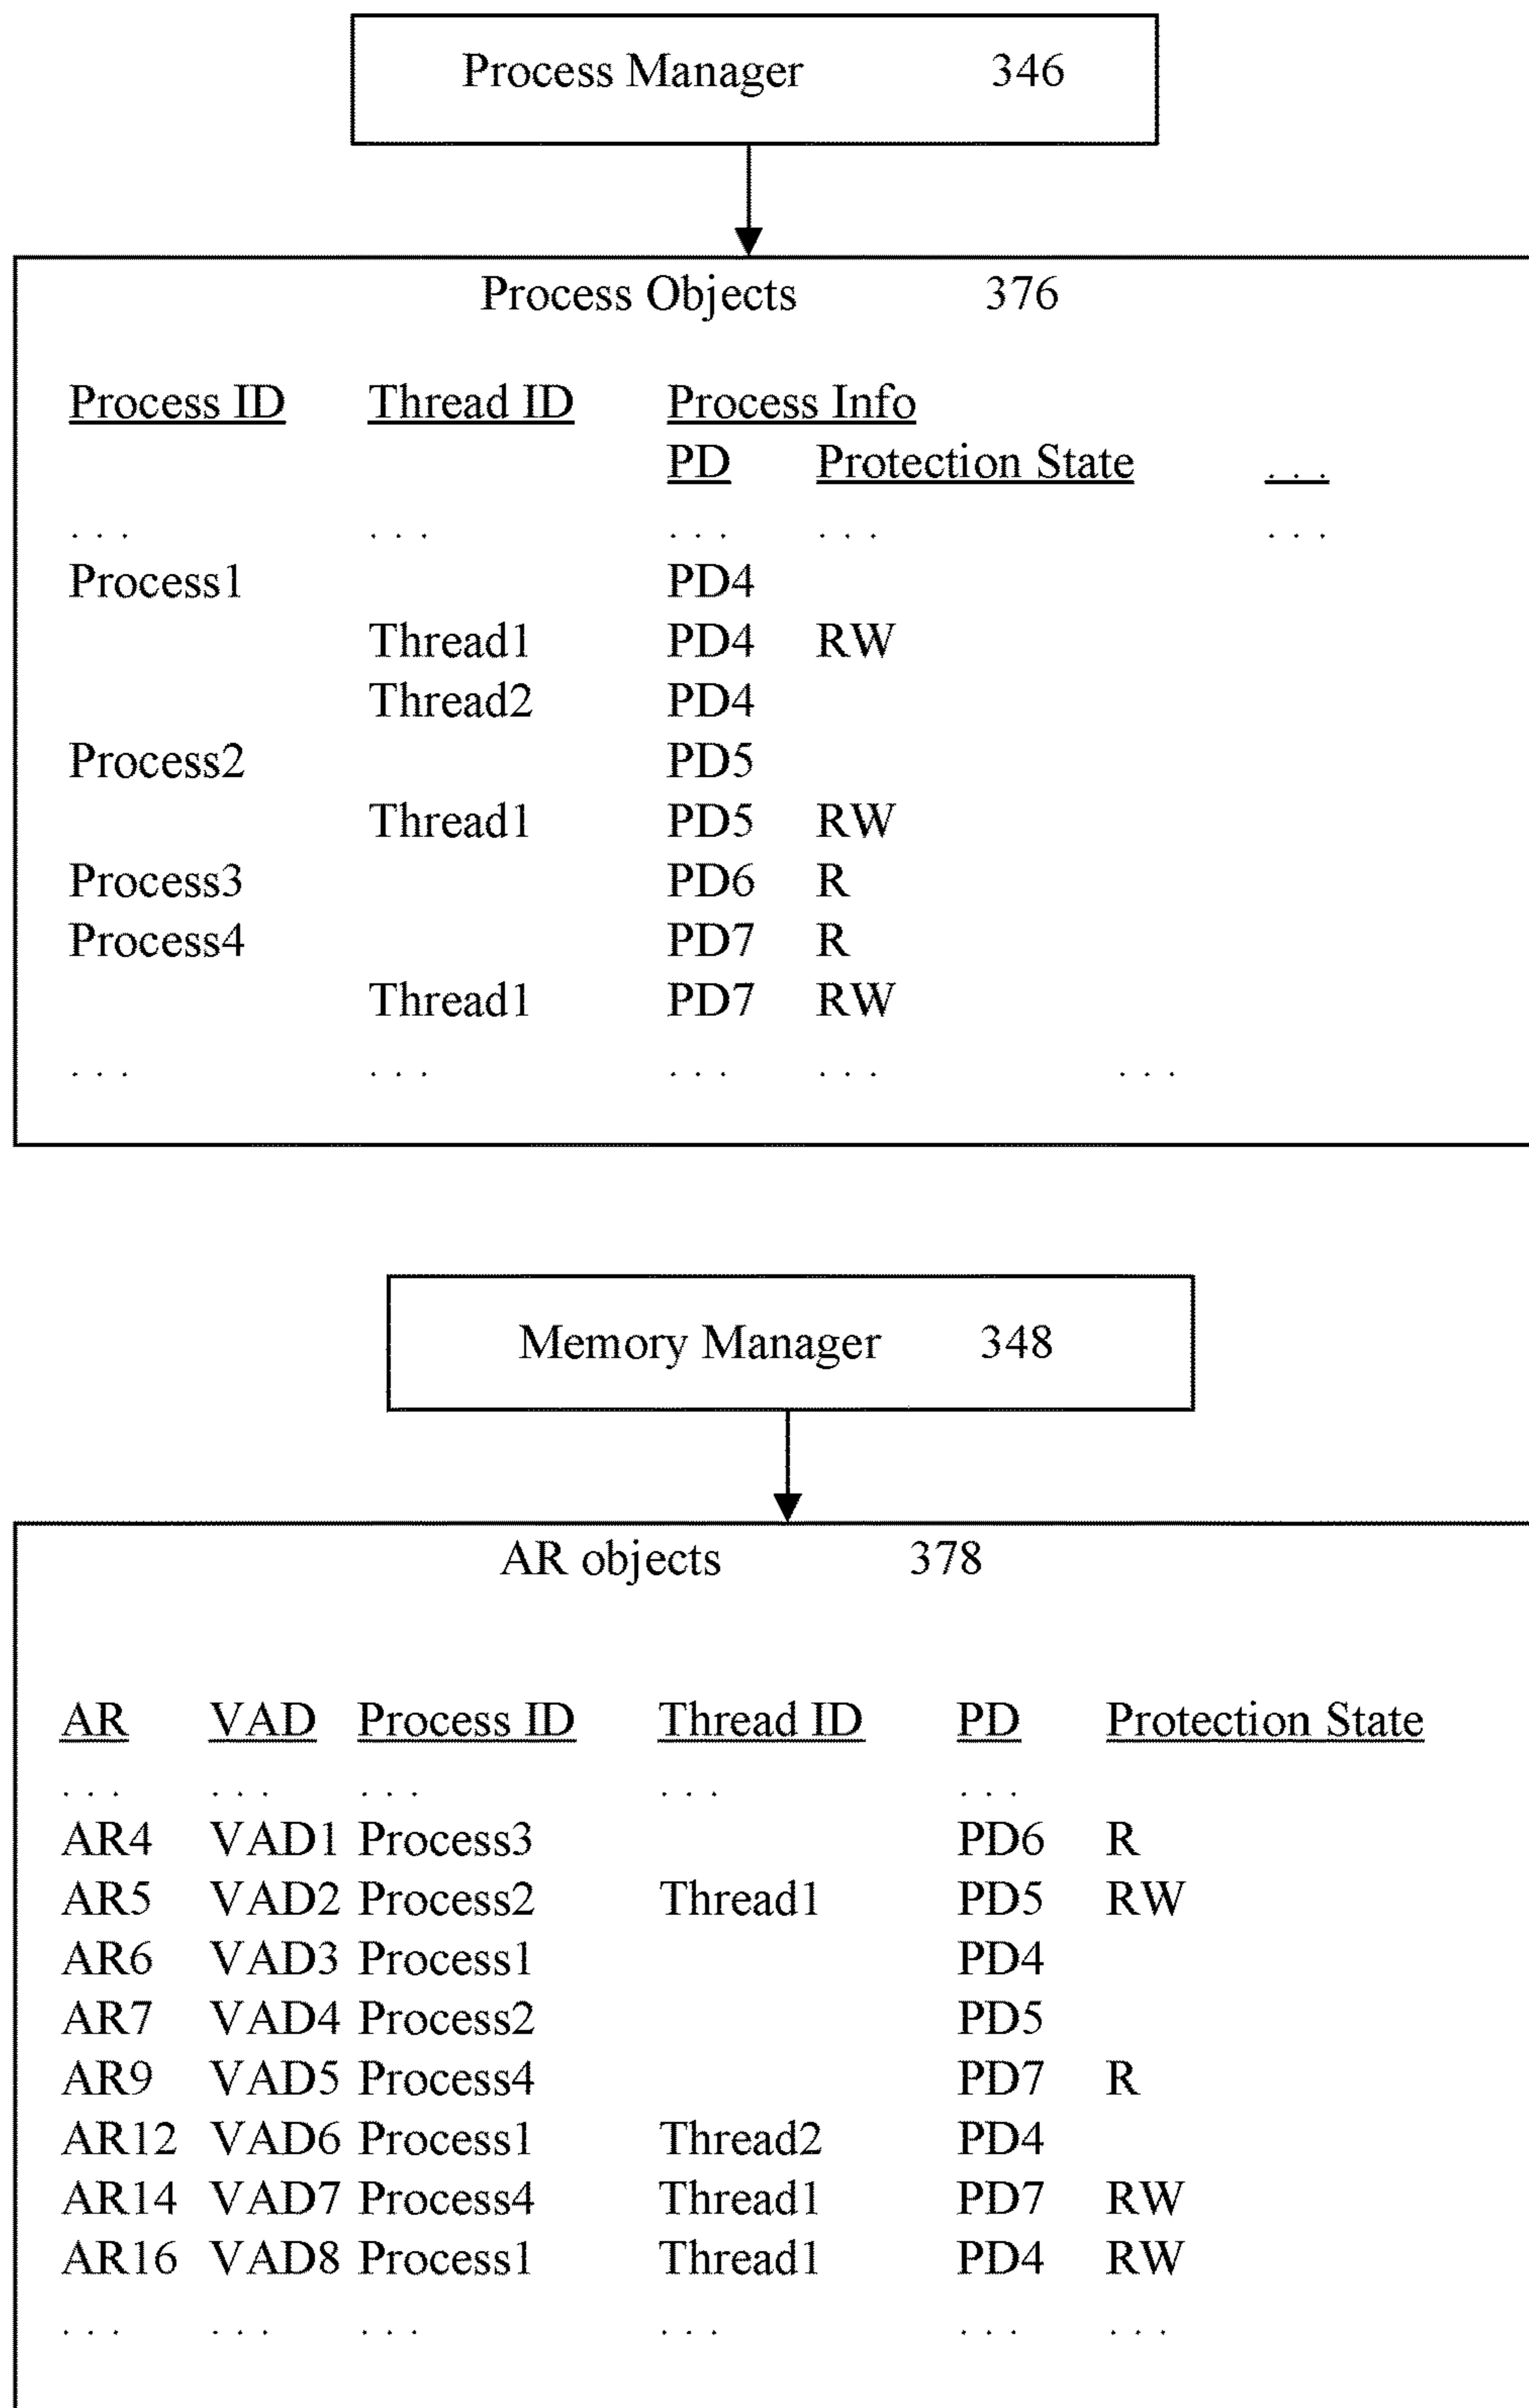 Process Manager 346
Process Objects 376
Process ID Thread ID Process Info
PD Protection State . . .
. . . . . . . . . . . . . . .
Process1 PD4
Thread1 PD4 RW
Thread2 PD4
Process2 PD5
Thread1 PD5 RW
Process3 PD6 R
Process4 PD7 R
Thread1 PD7 RW
. . . . . . . . . . . . . . .
Memory Manager 348
AR objects 378
AR VAD Process ID Thread ID PD Protection State
. . . . . . . . . . . . . . .
AR4 VAD1 Process3 PD6 R
AR5 VAD2 Process2 Thread1 PD5 RW
AR6 VAD3 Process1 PD4
AR7 VAD4 Process2 PD5
AR9 VAD5 Process4 PD7 R
AR12 VAD6 Process1 Thread2 PD4
AR14 VAD7 Process4 Thread1 PD7 RW
AR16 VAD8 Process1 Thread1 PD4 RW
. . . . . . . . . . . . . . . . . .